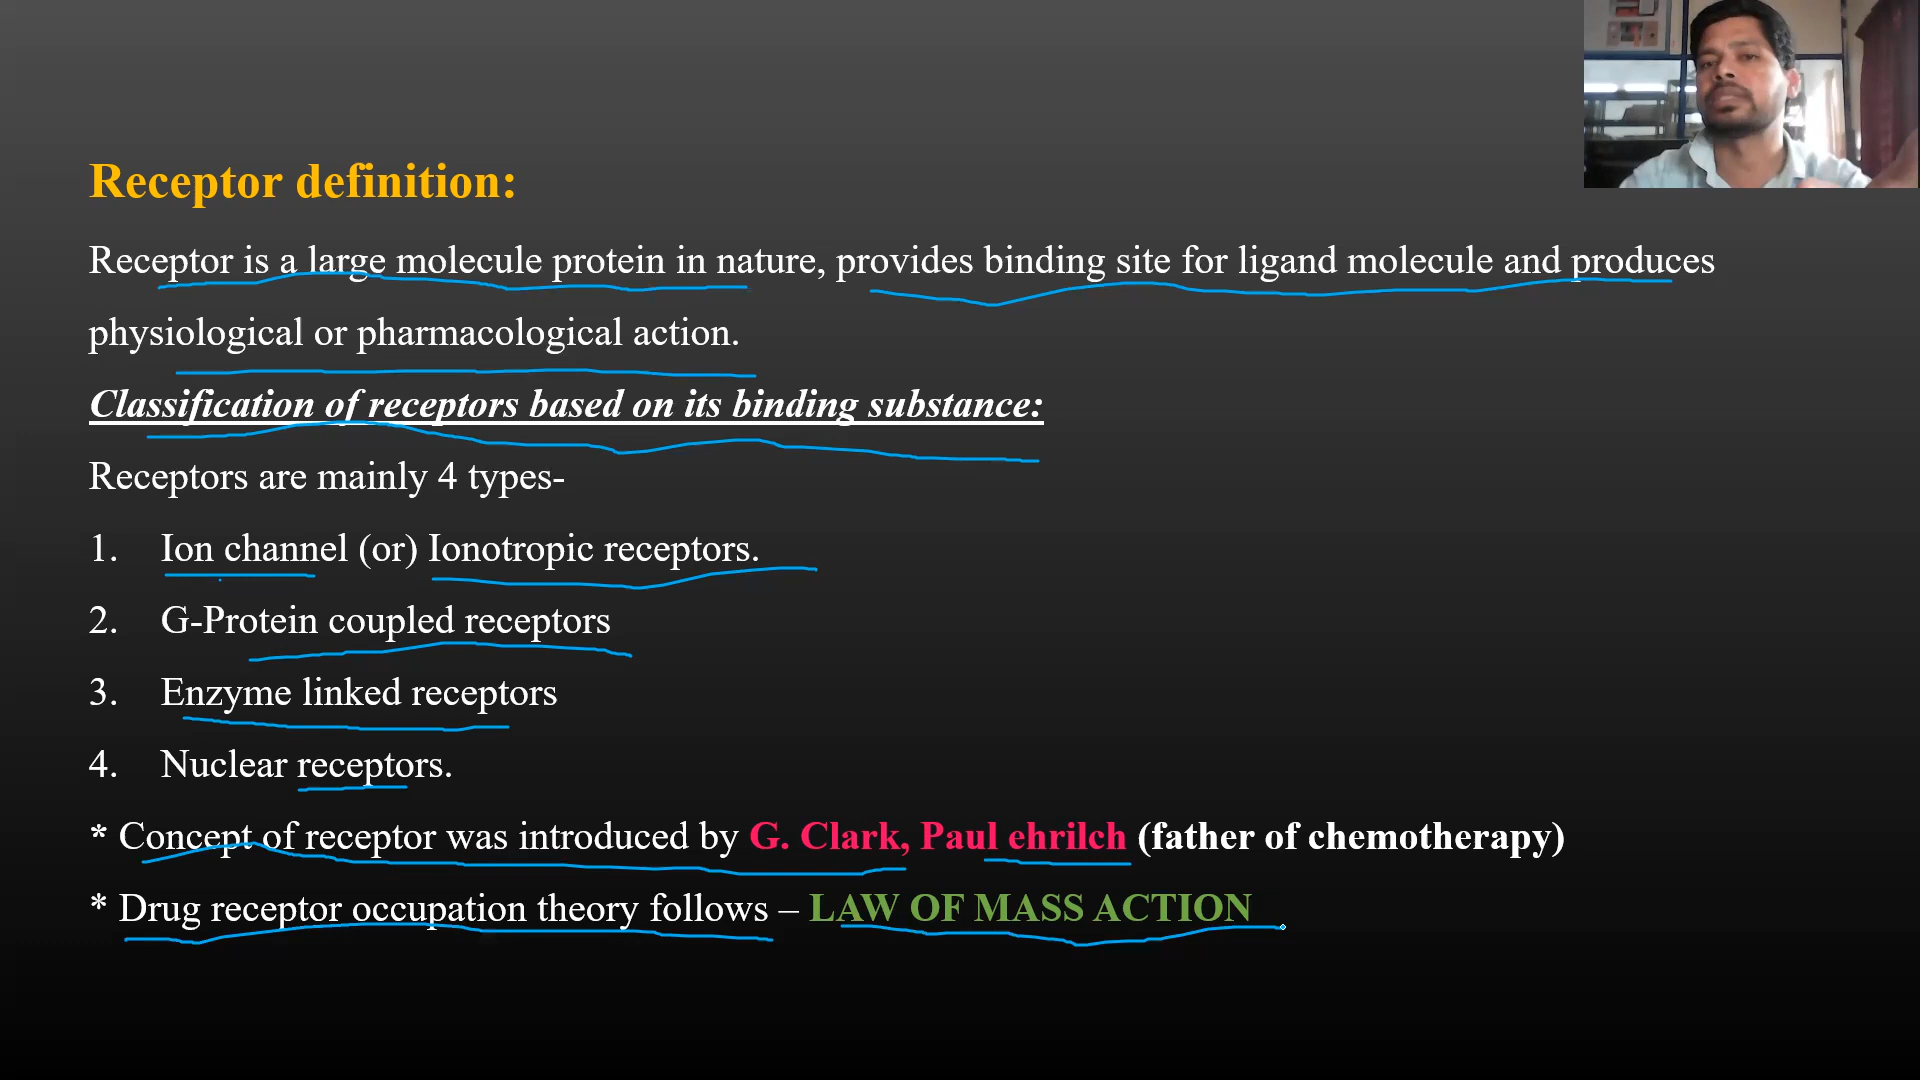 Receptor definition:
Receptor is a large molecule protein in nature, provides binding site for ligand molecule and produces
physiological or pharmacological action.
Classification of receptors based on its binding substance:
Receptors are mainly 4 types-
1. Ion channel (or) Ionotropic receptors.
2. G-Protein coupled receptors
3. Enzyme linked receptors
4. Nuclear receptors.
* Concept of receptor was introduced by G. Clark, Paul ehrilch (father of chemotherapy)
* Drug receptor occupation theory follows – LAW OF MASS ACTION